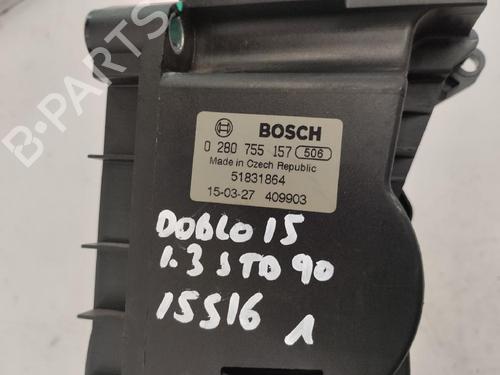 BOSCH
0 280 755 157 506
Made in Czech Republic
51831864
15-03-27 409903
DOBLO 15
1.3 JTD 90
15516 1
B-PARTS